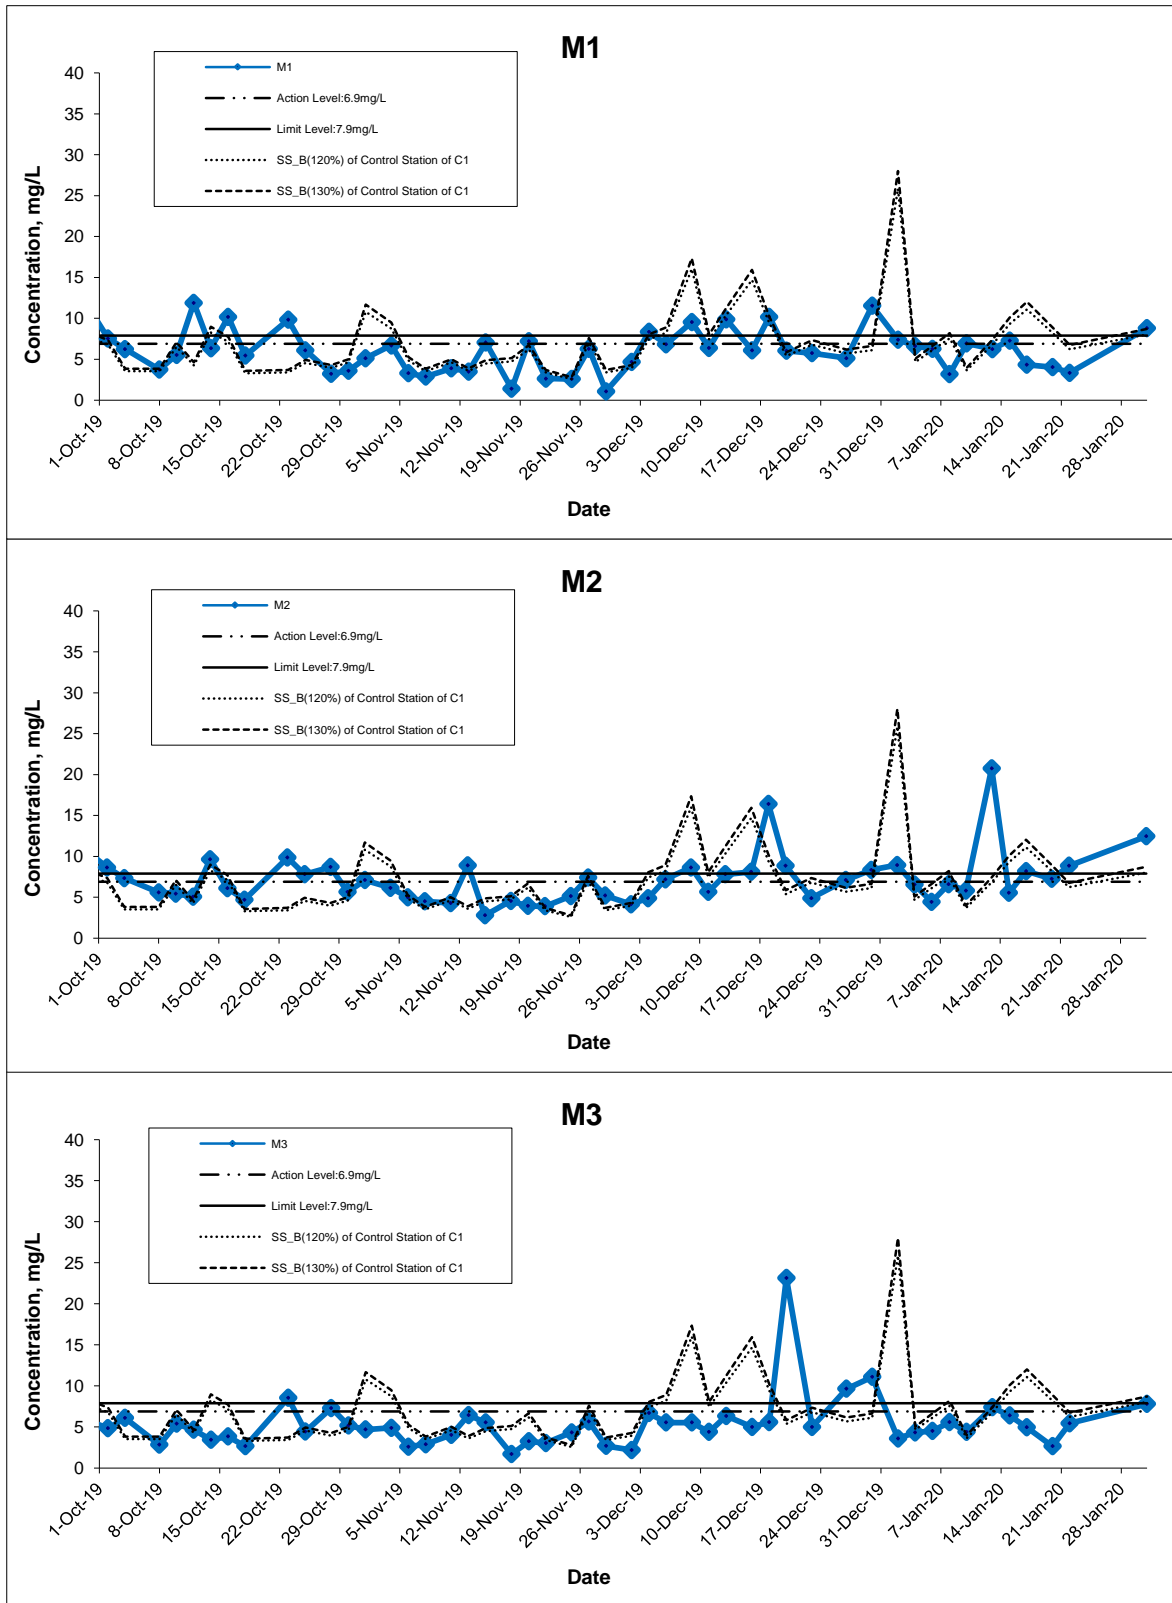 M1
M1
Action Level:6.9mg/L
Limit Level:7.9mg/L
SS_B(120%) of Control Station of C1
SS_B(130%) of Control Station of C1
Concentration, mg/L
40
35
30
25
20
15
10
5
0
1-Oct-19
8-Oct-19
15-Oct-19
22-Oct-19
29-Oct-19
5-Nov-19
12-Nov-19
19-Nov-19
26-Nov-19
3-Dec-19
10-Dec-19
17-Dec-19
24-Dec-19
31-Dec-19
7-Jan-20
14-Jan-20
21-Jan-20
28-Jan-20
Date
M2
M2
Action Level:6.9mg/L
Limit Level:7.9mg/L
SS_B(120%) of Control Station of C1
SS_B(130%) of Control Station of C1
Concentration, mg/L
40
35
30
25
20
15
10
5
0
1-Oct-19
8-Oct-19
15-Oct-19
22-Oct-19
29-Oct-19
5-Nov-19
12-Nov-19
19-Nov-19
26-Nov-19
3-Dec-19
10-Dec-19
17-Dec-19
24-Dec-19
31-Dec-19
7-Jan-20
14-Jan-20
21-Jan-20
28-Jan-20
Date
M3
M3
Action Level:6.9mg/L
Limit Level:7.9mg/L
SS_B(120%) of Control Station of C1
SS_B(130%) of Control Station of C1
Concentration, mg/L
40
35
30
25
20
15
10
5
0
1-Oct-19
8-Oct-19
15-Oct-19
22-Oct-19
29-Oct-19
5-Nov-19
12-Nov-19
19-Nov-19
26-Nov-19
3-Dec-19
10-Dec-19
17-Dec-19
24-Dec-19
31-Dec-19
7-Jan-20
14-Jan-20
21-Jan-20
28-Jan-20
Date